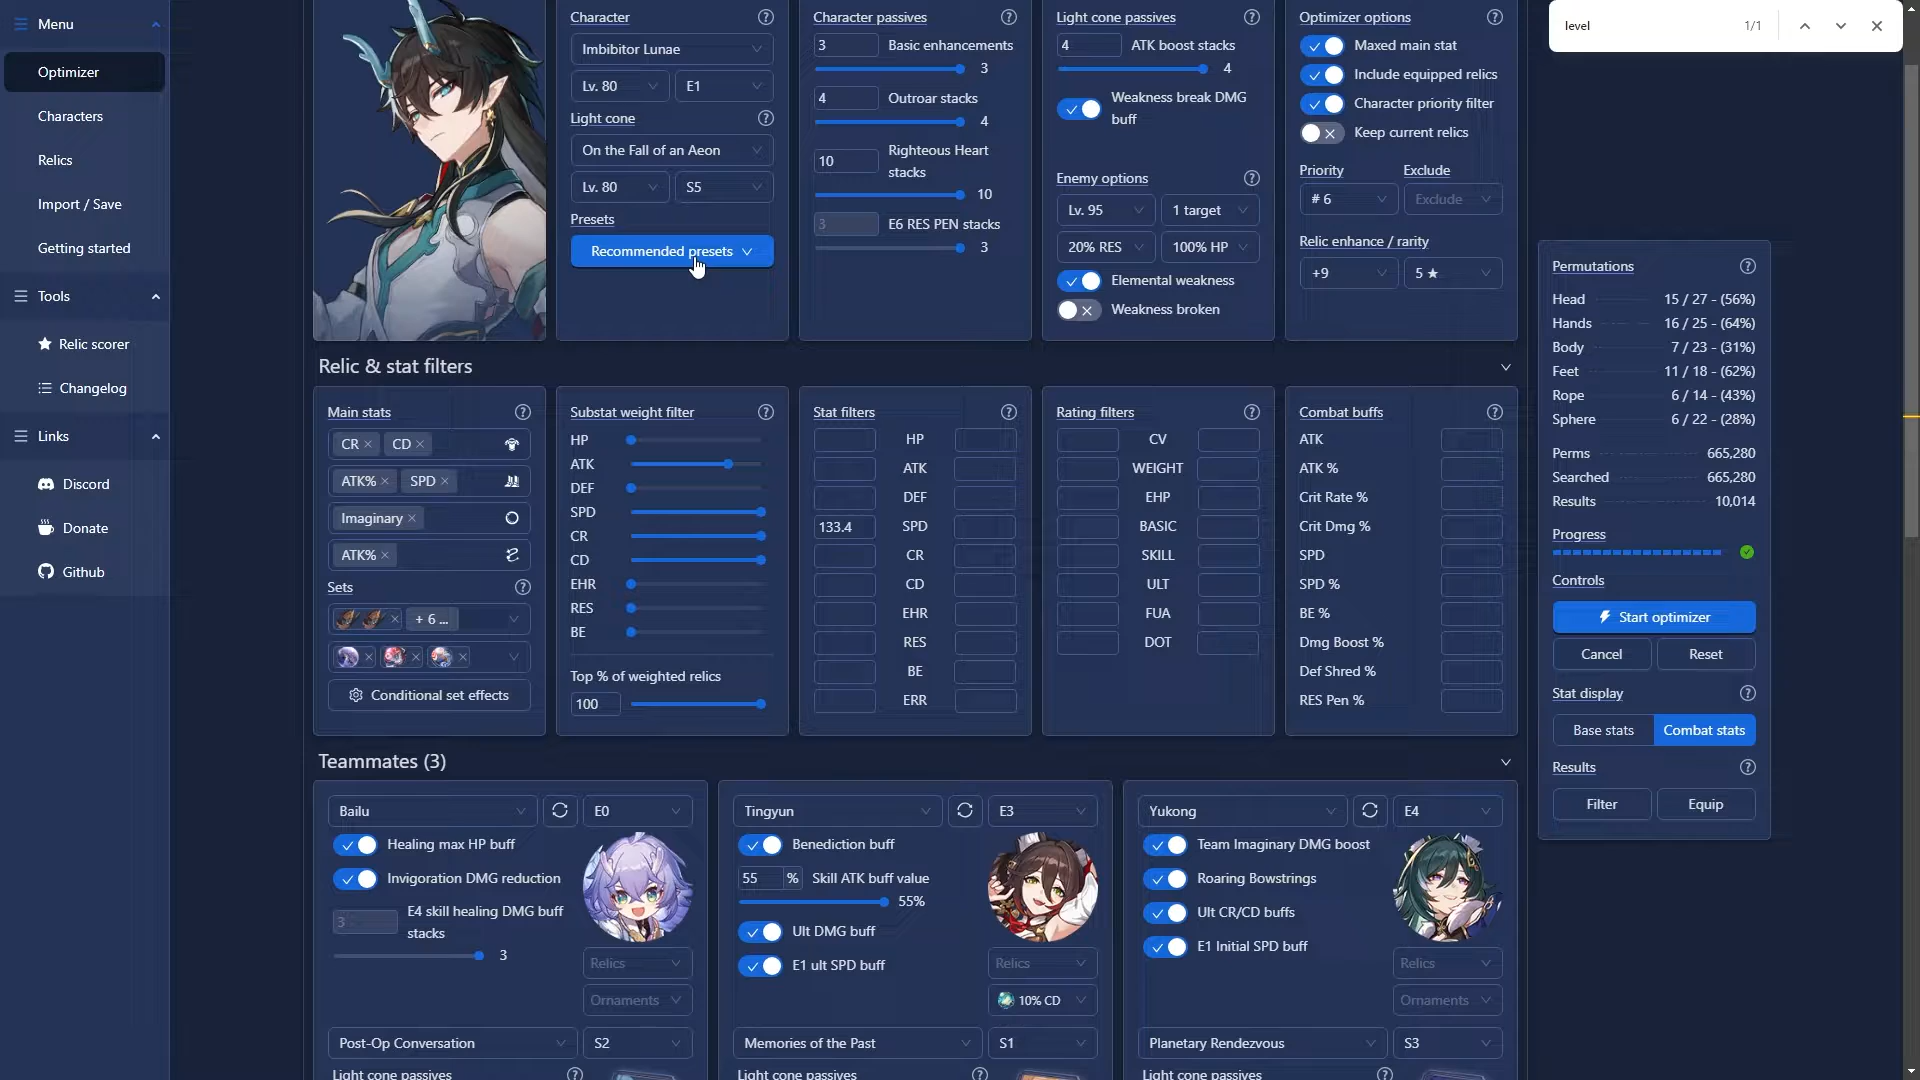 Menu
Optimizer
Characters
Relics
Import / Save
Getting started
Tools
Relic scorer
Changelog
Links
Discord
Donate
Github
Character
Imbibitor Lunae
Lv. 80
E1
Light cone
On the Fall of an Aeon
Lv. 80
S5
Presets
Recommended presets
Character passives
3 Basic enhancements
3
4 Outroar stacks
4
10 Righteous Heart
stacks
10
3 E6 RES PEN stacks
3
Light cone passives
4 ATK boost stacks
4
Weakness break DMG
buff
Enemy options
Lv. 95
1 target
20% RES
100% HP
Elemental weakness
Weakness broken
Optimizer options
Maxed main stat
Include equipped relics
Character priority filter
Keep current relics
Priority Exclude
# 6 Exclude
Relic enhance / rarity
+9 5 ★
level 1/1
Relic & stat filters
Main stats
CR CD
ATK% SPD
Imaginary
ATK%
Sets
+ 6 ...
Conditional set effects
Substat weight filter
HP
ATK
DEF
SPD
CR
CD
EHR
RES
BE
Top % of weighted relics
100
Stat filters
HP
ATK
DEF
133.4 SPD
CR
CD
EHR
RES
BE
ERR
Rating filters
CV
WEIGHT
EHP
BASIC
SKILL
ULT
FUA
DOT
Combat buffs
ATK
ATK %
Crit Rate %
Crit Dmg %
SPD
SPD %
BE %
Dmg Boost %
Def Shred %
RES Pen %
Permutations
Head 15 / 27 - (56%)
Hands 16 / 25 - (64%)
Body 7 / 23 - (31%)
Feet 11 / 18 - (62%)
Rope 6 / 14 - (43%)
Sphere 6 / 22 - (28%)
Perms 665,280
Searched 665,280
Results 10,014
Progress
Controls
Start optimizer
Cancel Reset
Stat display
Base stats Combat stats
Results
Filter Equip
Teammates (3)
Bailu E0
Healing max HP buff
Invigoration DMG reduction
3 E4 skill healing DMG buff
stacks
3
Relics
Ornaments
Post-Op Conversation S2
Light cone passives
Tingyun E3
Benediction buff
55 % Skill ATK buff value
55%
Ult DMG buff
E1 ult SPD buff
Relics
10% CD
Memories of the Past S1
Light cone passives
Yukong E4
Team Imaginary DMG boost
Roaring Bowstrings
Ult CR/CD buffs
E1 Initial SPD buff
Relics
Ornaments
Planetary Rendezvous S3
Light cone passives